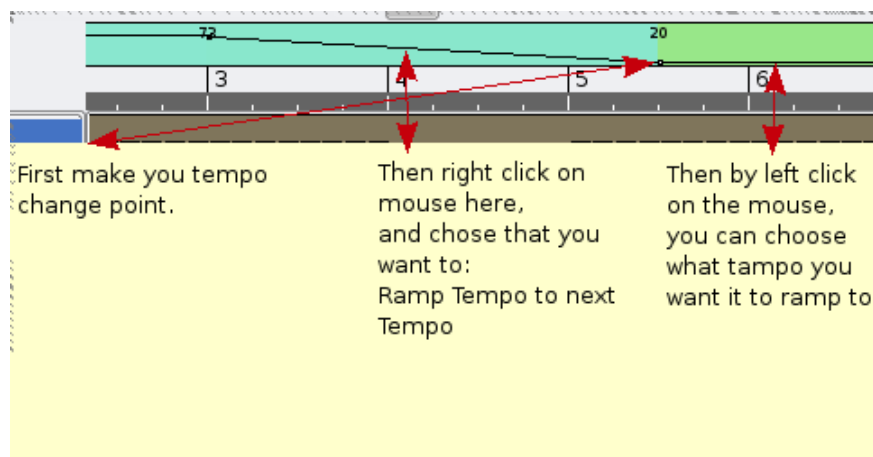 73 20
3 4 5 6
First make you tempo
change point.
Then right click on
mouse here,
and chose that you
want to:
Ramp Tempo to next
Tempo
Then by left click
on the mouse,
you can choose
what tampo you
want it to ramp to